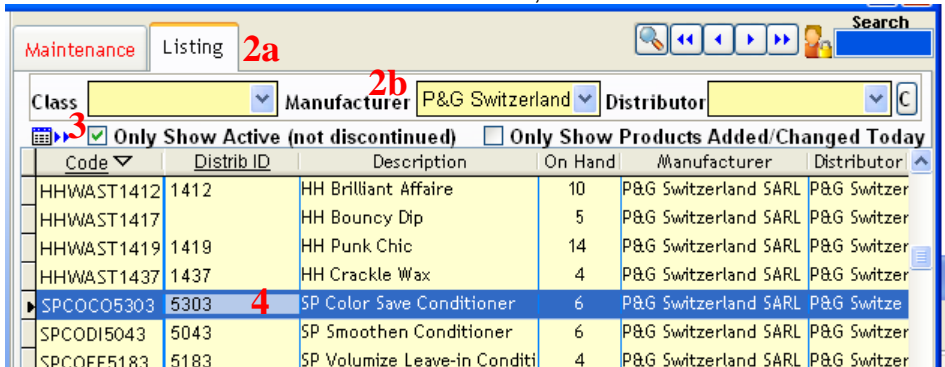 Search
Maintenance Listing 2a
2b
Class Manufacturer P&G Switzerland Distributor C
3 Only Show Active (not discontinued) Only Show Products Added/Changed Today
Code Distrib ID Description On Hand Manufacturer Distributor
HHWAST1412 1412 HH Brilliant Affaire 10 P&G Switzerland SARL P&G Switzer
HHWAST1417 HH Bouncy Dip 5 P&G Switzerland SARL P&G Switzer
HHWAST1419 1419 HH Punk Chic 14 P&G Switzerland SARL P&G Switzer
HHWAST1437 1437 HH Crackle Wax 4 P&G Switzerland SARL P&G Switzer
SPCOCO5303 5303 4 SP Color Save Conditioner 6 P&G Switzerland SARL P&G Switze
SPCODI5043 5043 SP Smoothen Conditioner 6 P&G Switzerland SARL P&G Switzer
SPCOFF5183 5183 SP Volumize Leave-in Conditi 4 P&G Switzerland SARL P&G Switzer